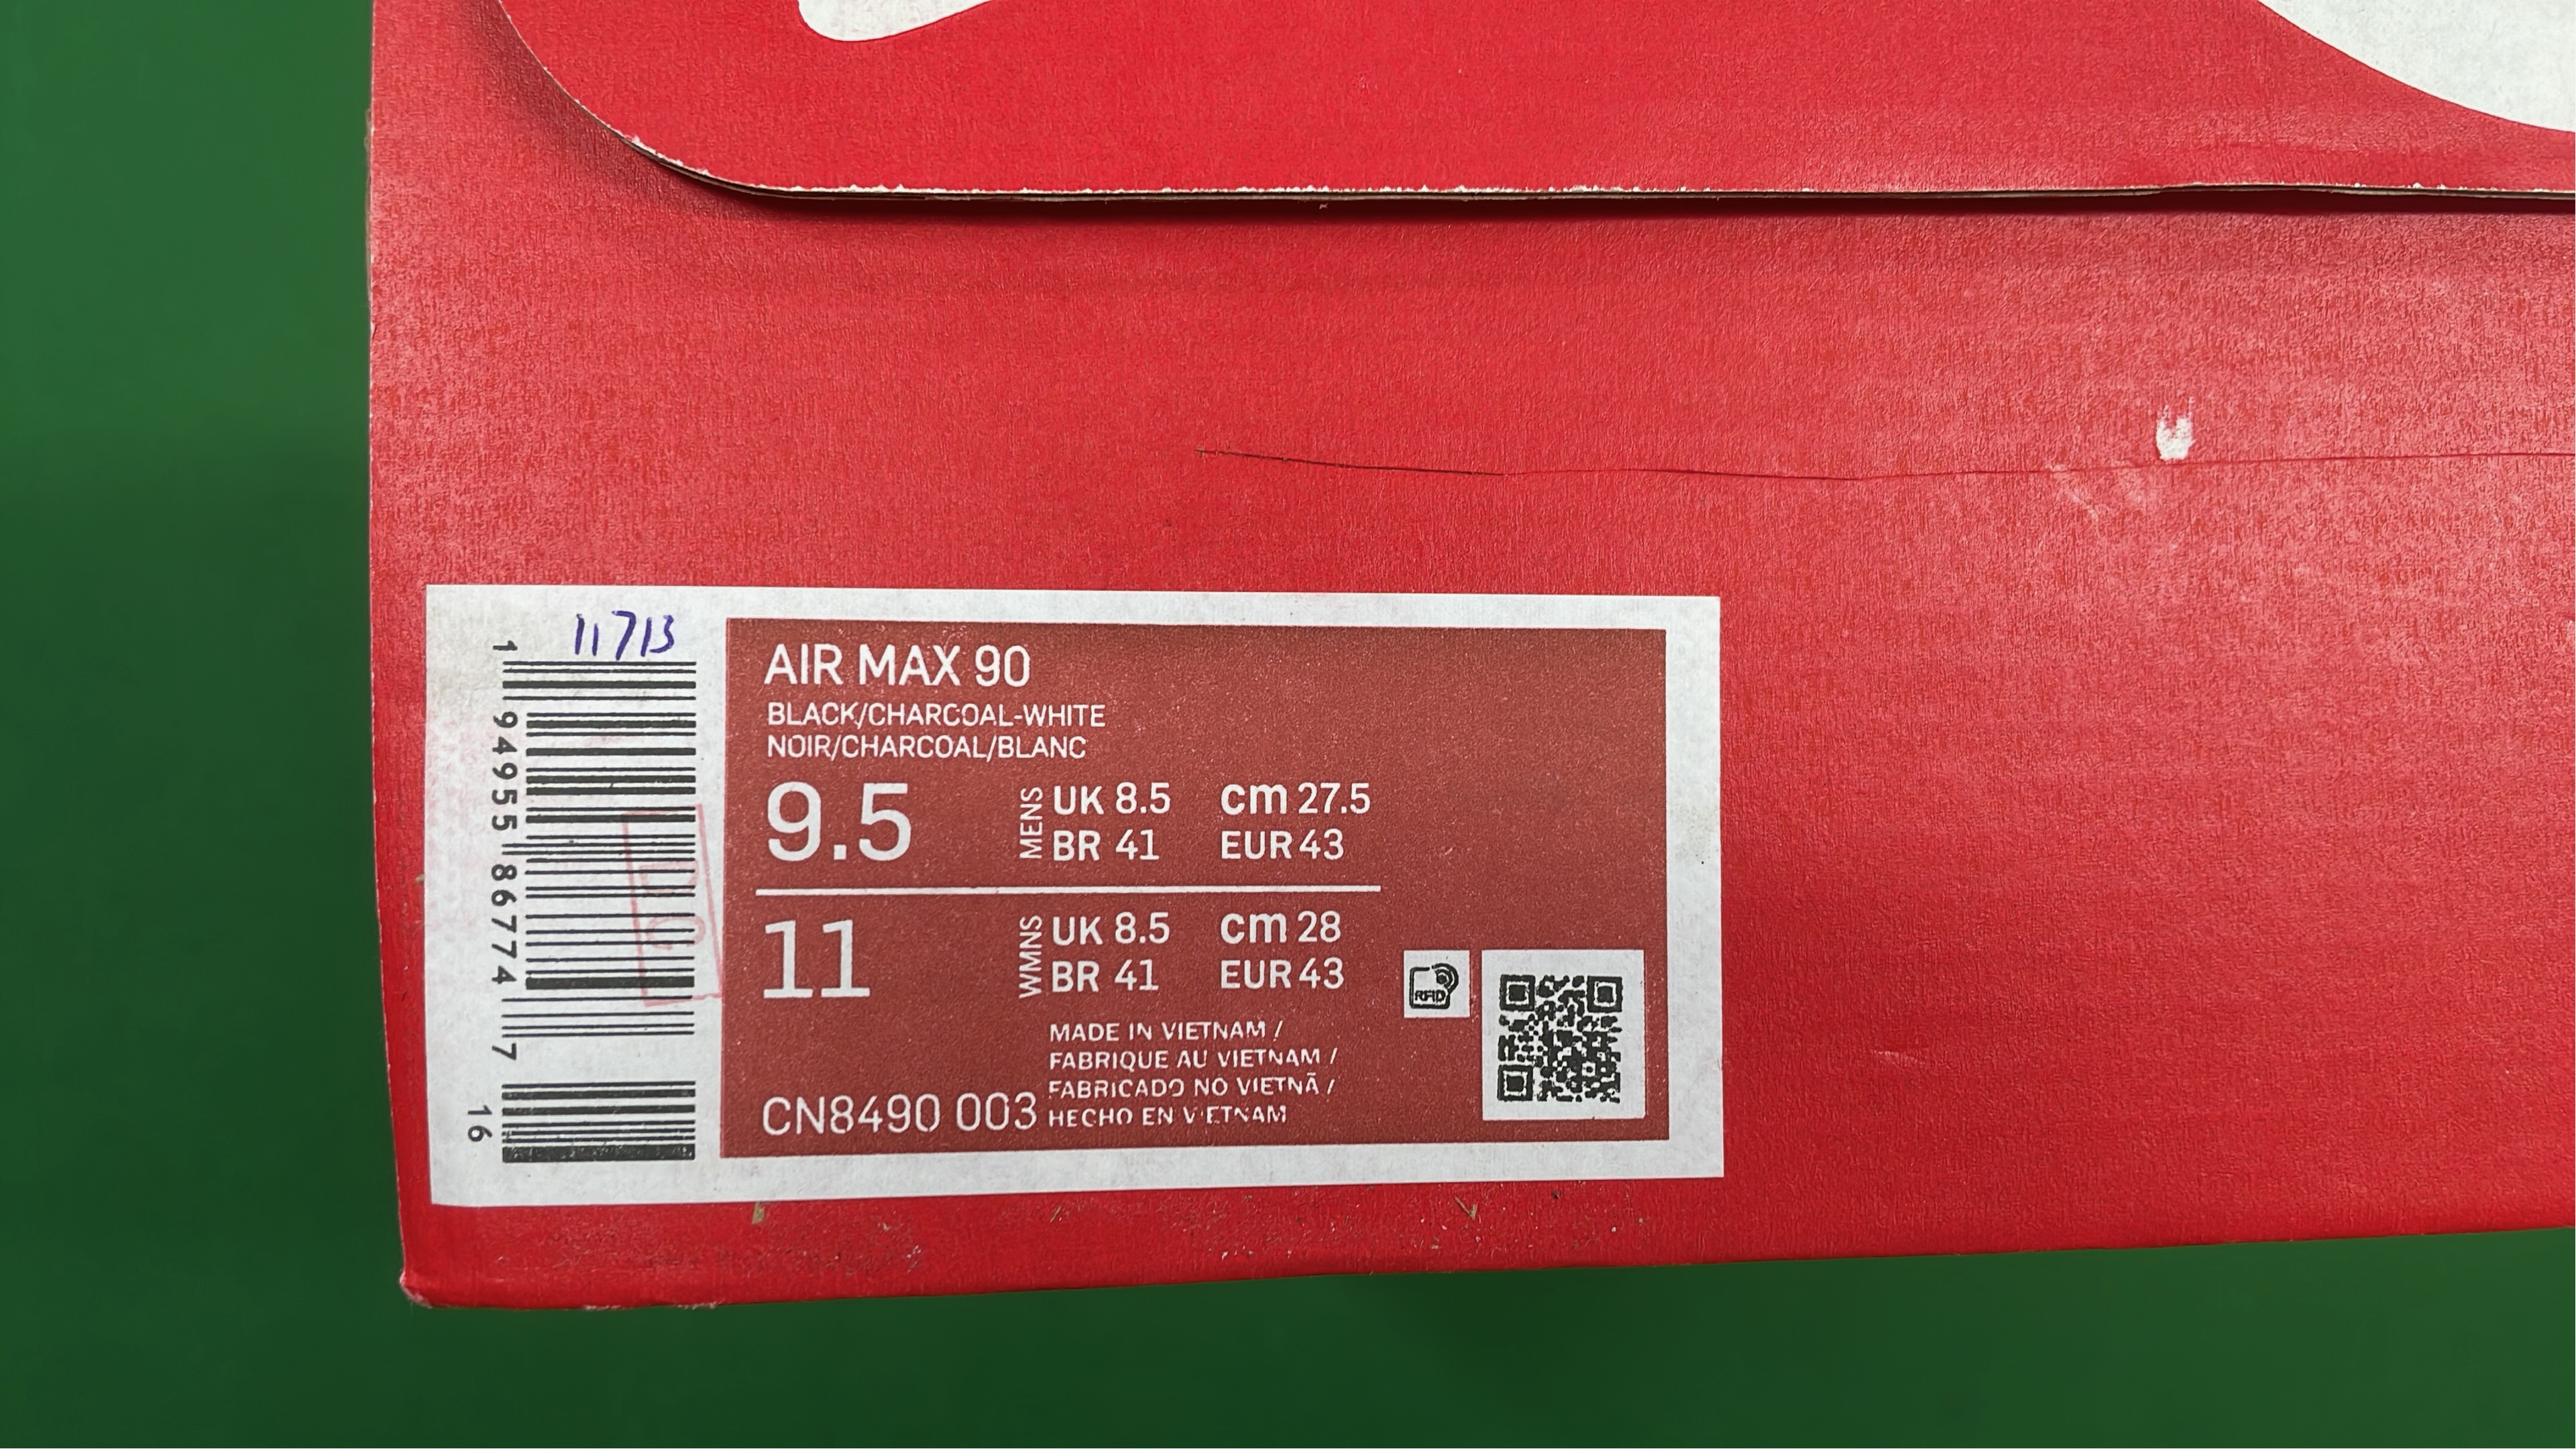 11713
1 94955 86774 7
16
AIR MAX 90
BLACK/CHARCOAL-WHITE
NOIR/CHARCOAL/BLANC
9.5 MENS UK 8.5 cm 27.5
BR 41 EUR 43
11 WMNS UK 8.5 cm 28
BR 41 EUR 43
RFID
MADE IN VIETNAM /
FABRIQUE AU VIETNAM /
FABRICADO NO VIETNÃ /
HECHO EN VIETNAM
CN8490 003